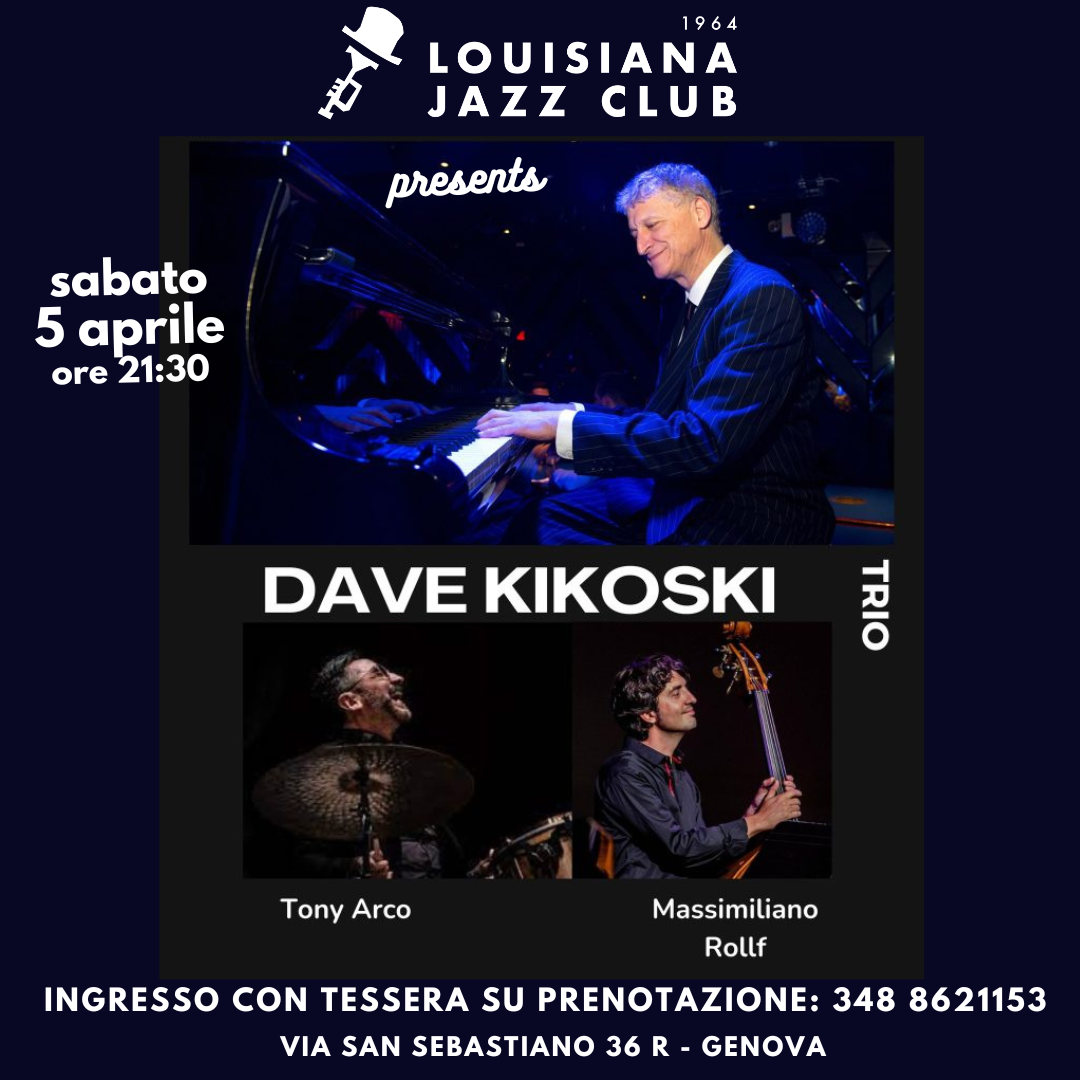 1964
LOUISIANA
JAZZ CLUB
presents
sabato
5 aprile
ore 21:30
DAVE KIKOSKI
TRIO
Tony Arco
Massimiliano
Rollf
INGRESSO CON TESSERA SU PRENOTAZIONE: 348 8621153
VIA SAN SEBASTIANO 36 R - GENOVA